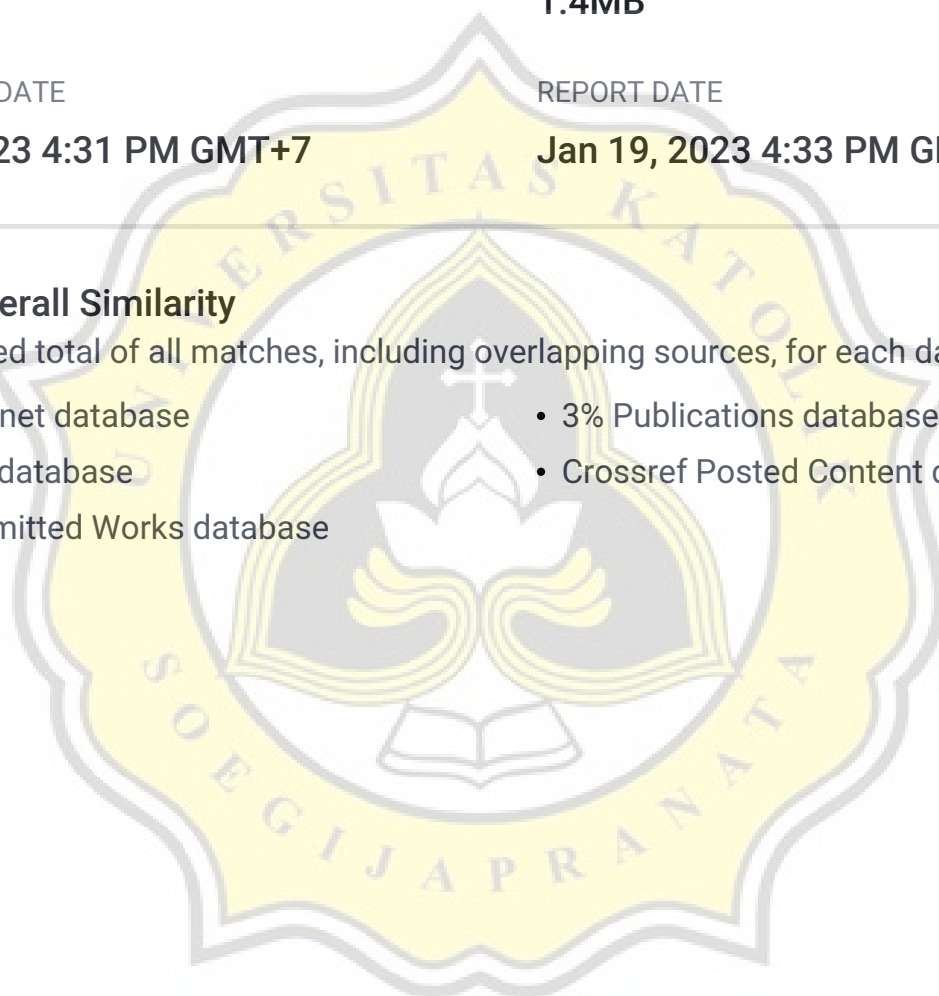 1.4MB
DATE
REPORT DATE
23 4:31 PM GMT+7
Jan 19, 2023 4:33 PM
erall Similarity
ed total of all matches, including overlapping sources, for each
net database
• 3% Publications database
database
• Crossref Posted Content
mitted Works database
UNIVERSITAS KATOLIK
SOEGIJAPRANATA